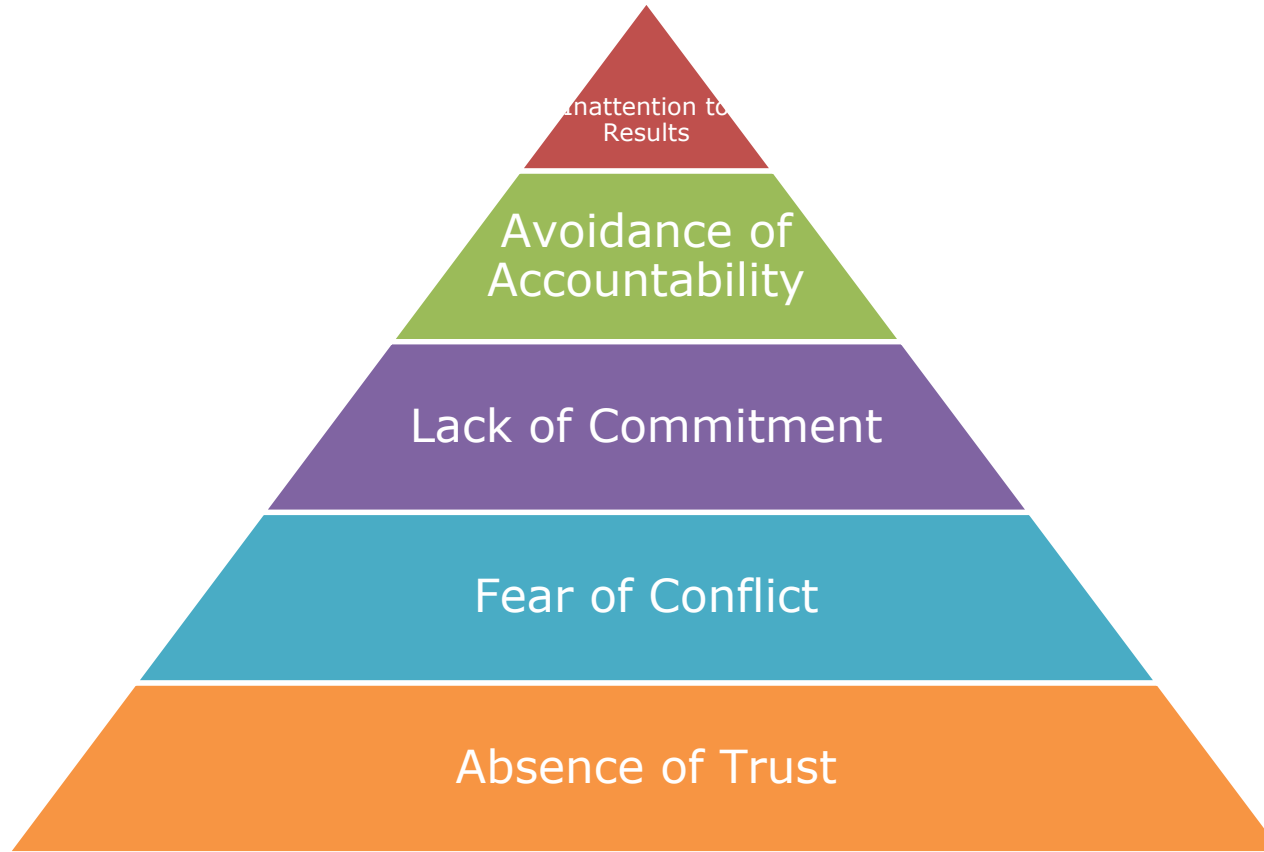 Inattention to
Results
Avoidance of
Accountability
Lack of Commitment
Fear of Conflict
Absence of Trust